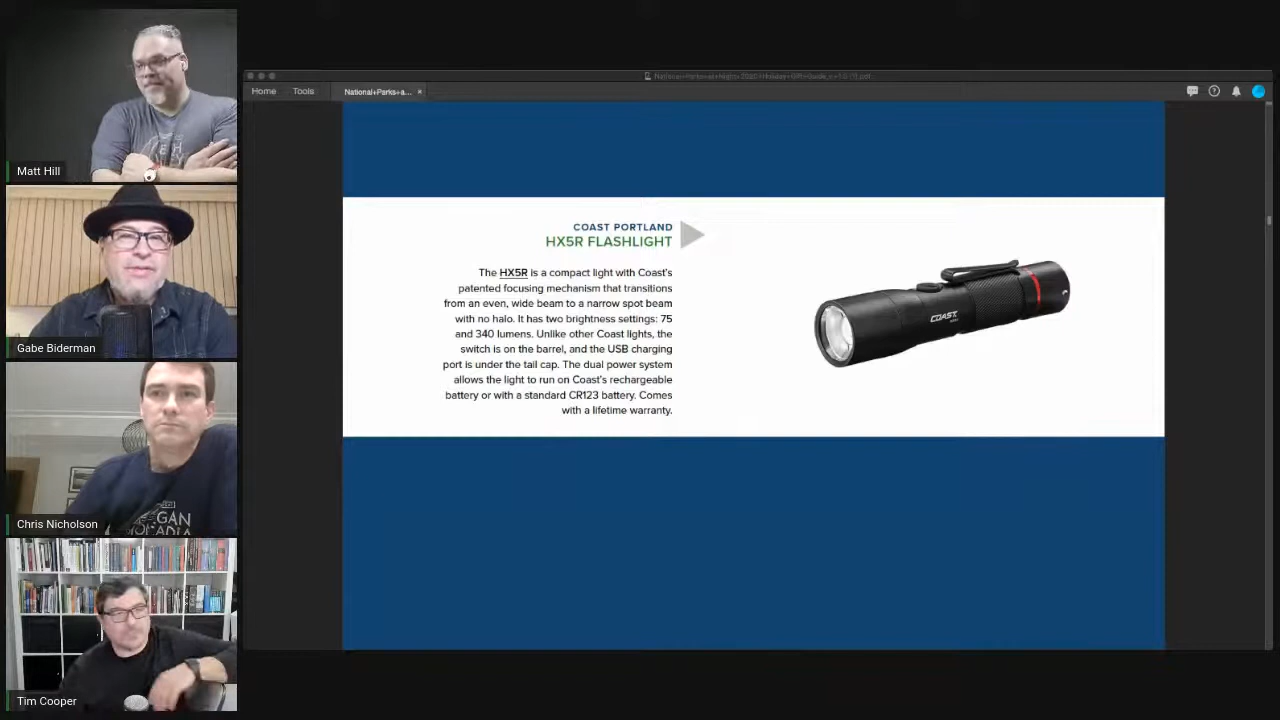 Matt Hill
Gabe Biderman
Chris Nicholson
GAN
Tim Cooper
Home
Tools
National+Parks+a...
COAST PORTLAND
HX5R FLASHLIGHT
The HX5R is a compact light with Coast's
patented focusing mechanism that transitions
from an even, wide beam to a narrow spot beam
with no halo. It has two brightness settings: 75
and 340 lumens. Unlike other Coast lights, the
switch is on the barrel, and the USB charging
port is under the tail cap. The dual power system
allows the light to run on Coast's rechargeable
battery or with a standard CR123 battery. Comes
with a lifetime warranty.
COAST